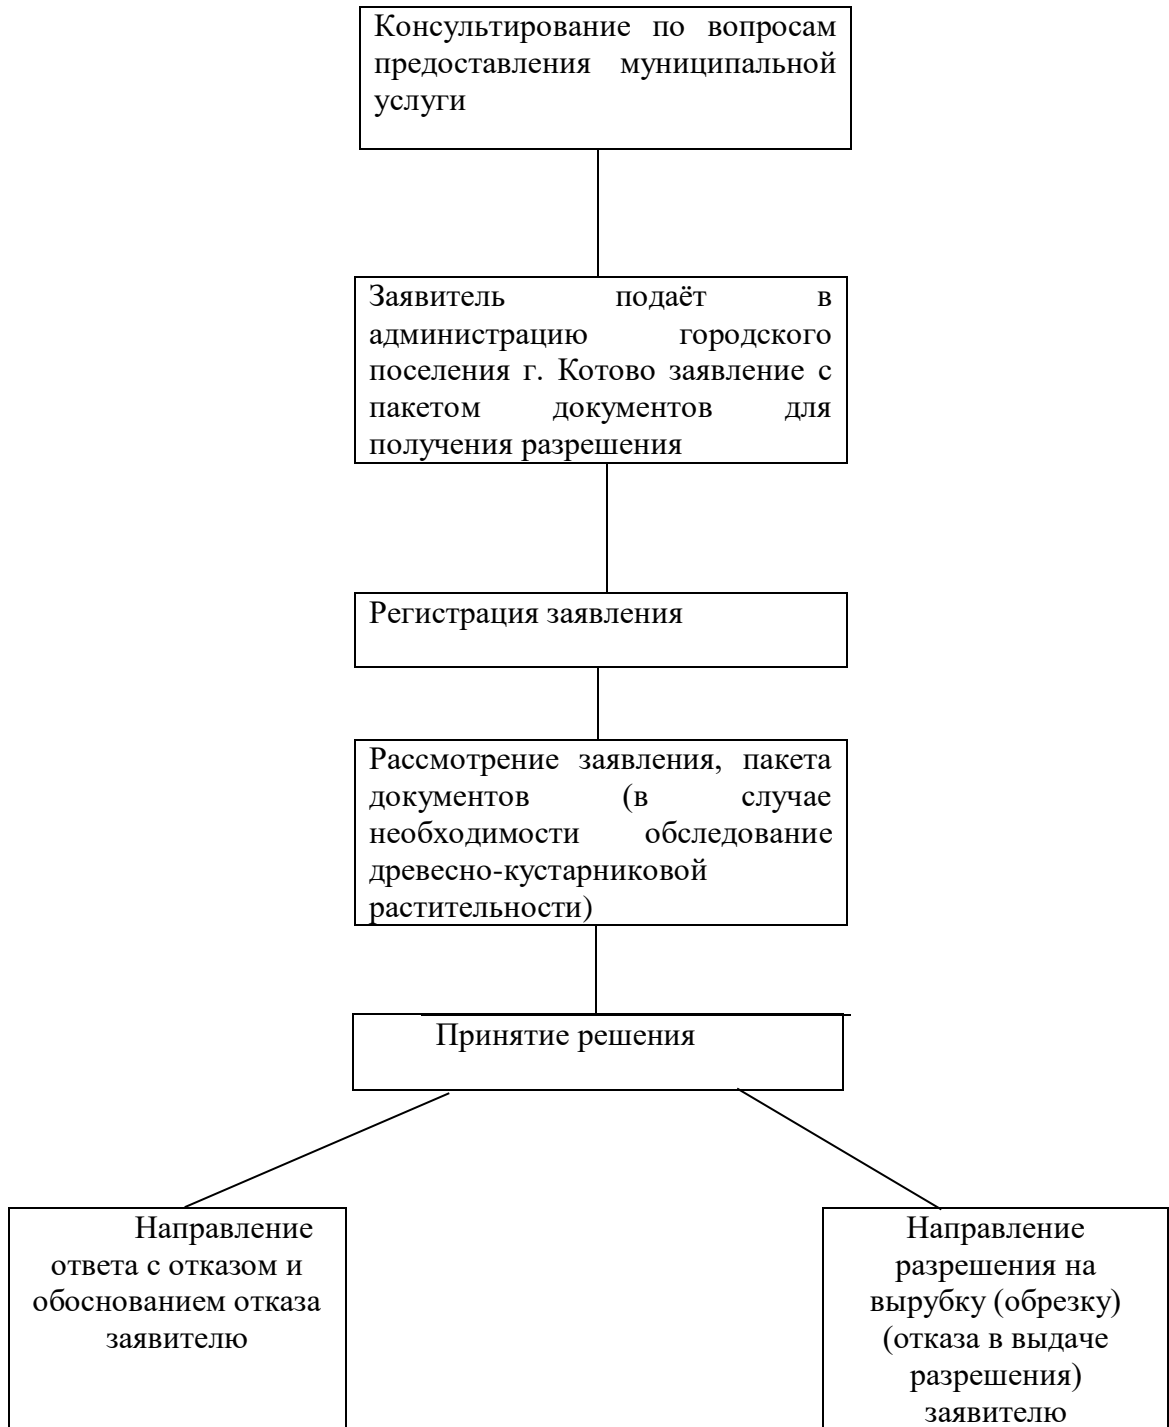 Консультирование по вопросам
предоставления муниципальной
услуги
Заявитель подаёт в
администрацию городского
поселения г. Котово заявление с
пакетом документов для
получения разрешения
Регистрация заявления
Рассмотрение заявления, пакета
документов (в случае
необходимости обследование
древесно-кустарниковой
растительности)
Принятие решения
Направление
ответа с отказом и
обоснованием отказа
заявителю
Направление
разрешения на
вырубку (обрезку)
(отказа в выдаче
разрешения)
заявителю